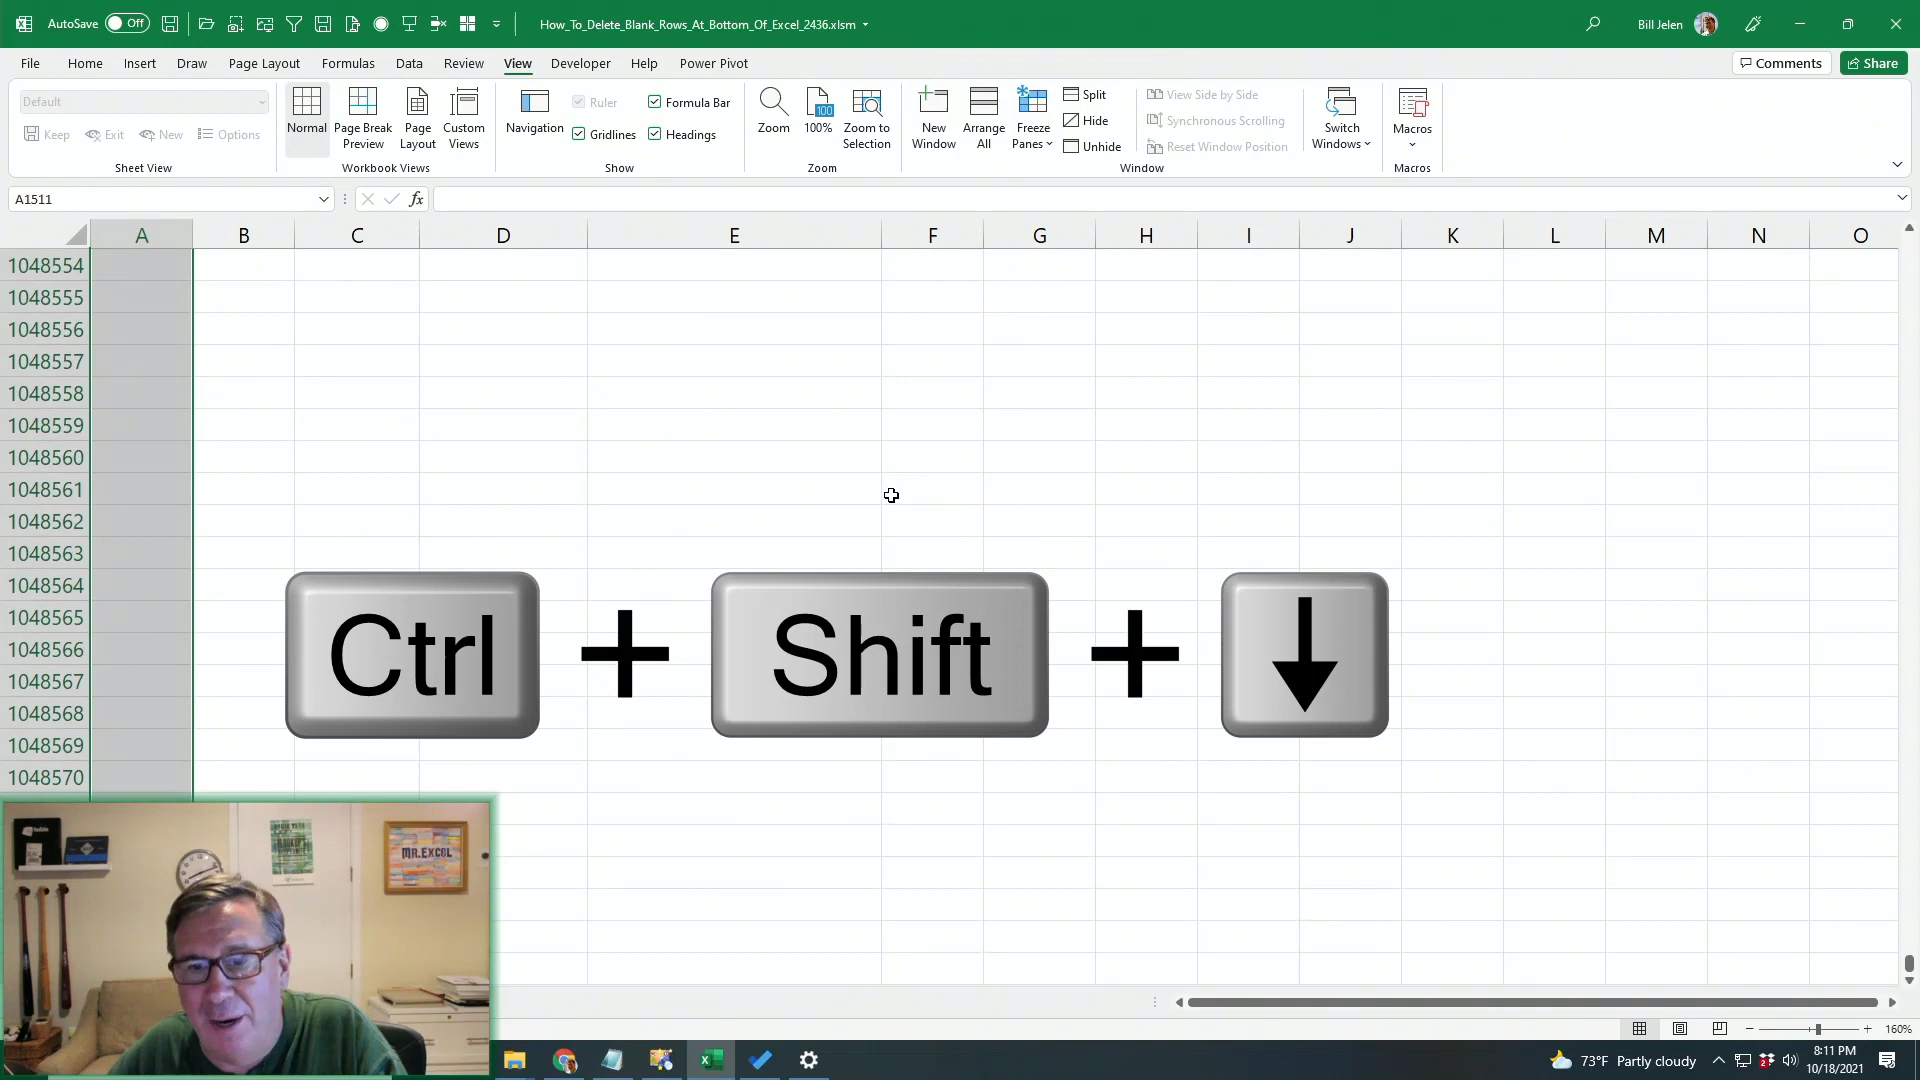 AutoSave Off
How_To_Delete_Blank_Rows_At_Bottom_Of_Excel_2436.xlsm
Bill Jelen
File Home Insert Draw Page Layout Formulas Data Review View Developer Help Power Pivot
Comments Share
Default
Keep Exit New Options
Sheet View
Normal
Page Break Preview
Page Layout
Custom Views
Workbook Views
Navigation
Ruler
Formula Bar
Gridlines
Headings
Show
Zoom
100
100%
Zoom to Selection
Zoom
New Window
Arrange All
Freeze Panes
Split
Hide
Unhide
View Side by Side
Synchronous Scrolling
Reset Window Position
Window
Switch Windows
Macros
Macros
A1511
fx
A B C D E F G H I J K L M N O
1048554
1048555
1048556
1048557
1048558
1048559
1048560
1048561
1048562
1048563
1048564
1048565
1048566
1048567
1048568
1048569
1048570
Ctrl + Shift + ↓
MR.EXCEL
160%
73°F Partly cloudy
8:11 PM
10/18/2021